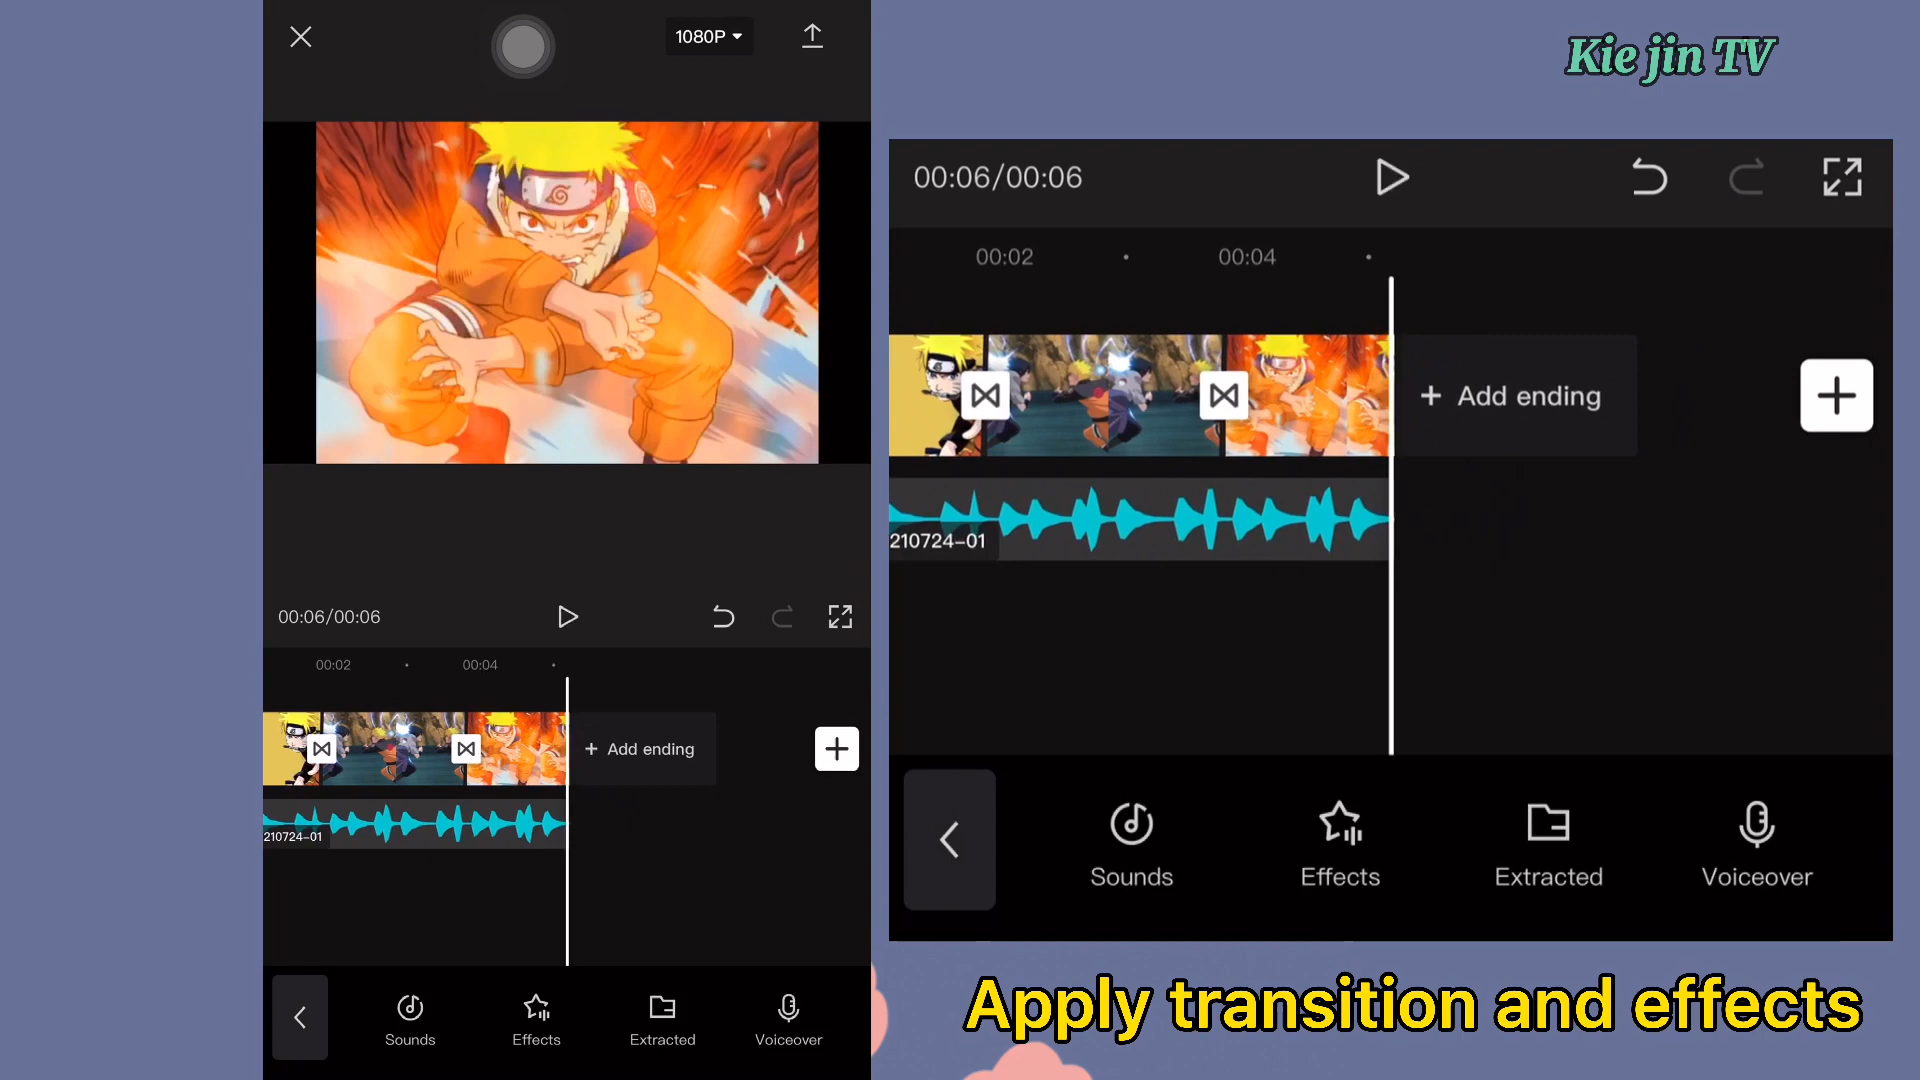 1080P
Kie jin TV
00:06/00:06
00:02
00:04
+ Add ending
210724-01
Sounds
Effects
Extracted
Voiceover
00:06/00:06
00:02
00:04
+ Add ending
210724-01
Sounds
Effects
Extracted
Voiceover
Apply transition and effects